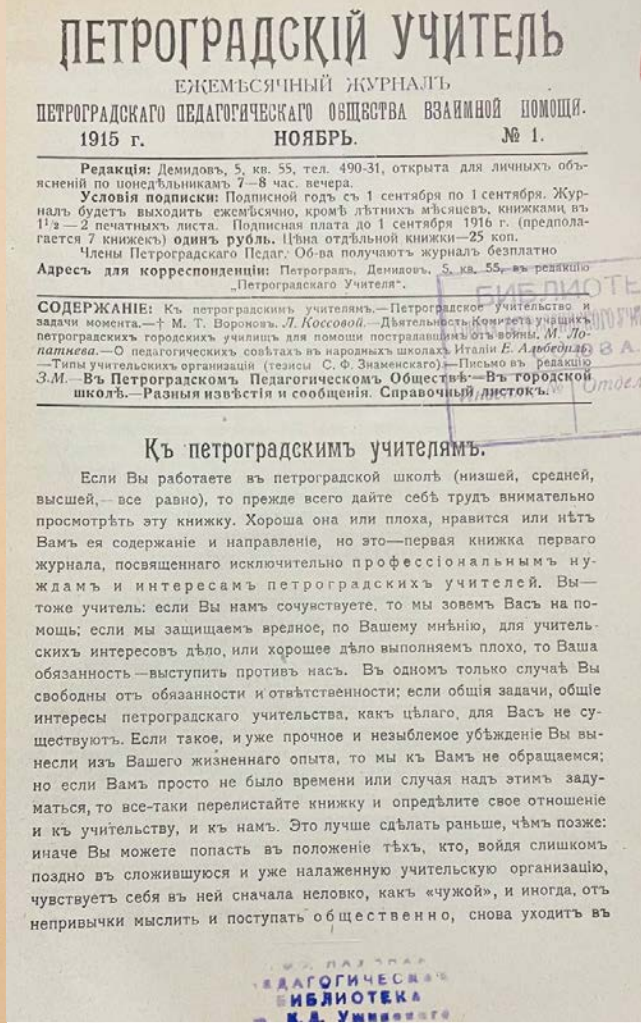 ПЕТРОГРАДСКІЙ УЧИТЕЛЬ
ЕЖЕМѢСЯЧНЫЙ ЖУРНАЛЪ
ПЕТРОГРАДСКАГО ПЕДАГОГИЧЕСКАГО ОБЩЕСТВА ВЗАИМНОЙ ПОМОЩИ.
1915 г. НОЯБРЬ. № 1.
Редакція: Демидовъ, 5, кв. 55, тел. 490-31, открыта для личныхъ объ-
ясненій по понедѣльникамъ 7—8 час. вечера.
Условія подписки: Подписной годъ съ 1 сентября по 1 сентября. Жур-
налъ будетъ выходить ежемѣсячно, кромѣ лѣтнихъ мѣсяцевъ, книжками въ
1½—2 печатныхъ листа. Подписная плата до 1 сентября 1916 г. (предпола-
гается 7 книжекъ) одинъ рубль. Цѣна отдѣльной книжки—25 коп.
Члены Петроградскаго Педаг. Об-ва получаютъ журналъ безплатно
Адресъ для корреспонденціи: Петроградъ, Демидовъ, 5, кв. 55, въ редакцію
„Петроградскаго Учителя“.
СОДЕРЖАНІЕ: Къ петроградскимъ учителямъ.—Петроградское учительство и
задачи момента.—† М. Т. Вороновъ. Л. Коссовой.—Дѣятельность Комитета учащихъ
петроградскихъ городскихъ училищъ для помощи пострадавшимъ отъ войны. М. Ло-
патнева.—О педагогическихъ совѣтахъ въ народныхъ школахъ Италіи Е. Альбедиль.
—Типы учительскихъ организацій (тезисы С. Ф. Знаменскаго).—Письмо въ редакцію
З.М.—Въ Петроградскомъ Педагогическомъ Обществѣ—Въ городской
школѣ.—Разныя извѣстія и сообщенія. Справочный листокъ.
БИБЛИОТЕ
№ Отдел
Къ петроградскимъ учителямъ.
Если Вы работаете въ петроградской школѣ (низшей, средней,
высшей,—все равно), то прежде всего дайте себѣ трудъ внимательно
просмотрѣть эту книжку. Хороша она или плоха, нравится или нѣтъ
Вамъ ея содержаніе и направленіе, но это—первая книжка перваго
журнала, посвященнаго исключительно профессіональнымъ ну-
ждамъ и интересамъ петроградскихъ учителей. Вы—
тоже учитель: если Вы намъ сочувствуете, то мы зовемъ Васъ на по-
мощь; если мы защищаемъ вредное, по Вашему мнѣнію, для учитель-
скихъ интересовъ дѣло, или хорошее дѣло выполняемъ плохо, то Ваша
обязанность—выступить противъ насъ. Въ одномъ только случаѣ Вы
свободны отъ обязанности и отвѣтственности: если общія задачи, общіе
интересы петроградскаго учительства, какъ цѣлаго, для Васъ не су-
ществуютъ. Если такое, и уже прочное и незыблемое убѣжденіе Вы вы-
несли изъ Вашего жизненнаго опыта, то мы къ Вамъ не обращаемся;
но если Вамъ просто не было времени или случая надъ этимъ заду-
маться, то все-таки перелистайте книжку и опредѣлите свое отношеніе
и къ учительству, и къ намъ. Это лучше сдѣлать раньше, чѣмъ позже:
иначе Вы можете попасть въ положеніе тѣхъ, кто, войдя слишкомъ
поздно въ сложившуюся и уже налаженную учительскую организацію,
чувствуетъ себя въ ней сначала неловко, какъ «чужой», и иногда, отъ
непривычки мыслить и поступать общественно, снова уходитъ въ
ЕДАГОГИЧЕСКАЯ
БИБЛИОТЕКА
К. Д. Ушинского